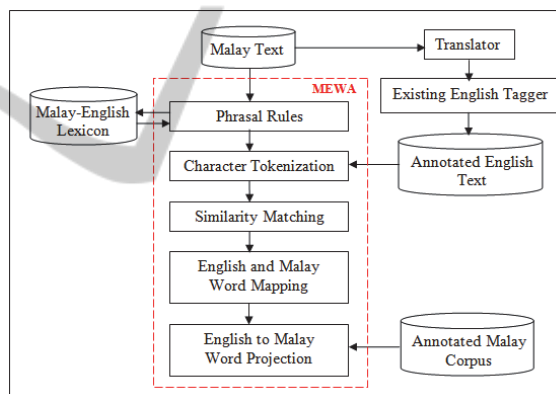 Malay Text
Translator
MEWA
Malay-English
Lexicon
Phrasal Rules
Existing English Tagger
Character Tokenization
Annotated English
Text
Similarity Matching
English and Malay
Word Mapping
English to Malay
Word Projection
Annotated Malay
Corpus